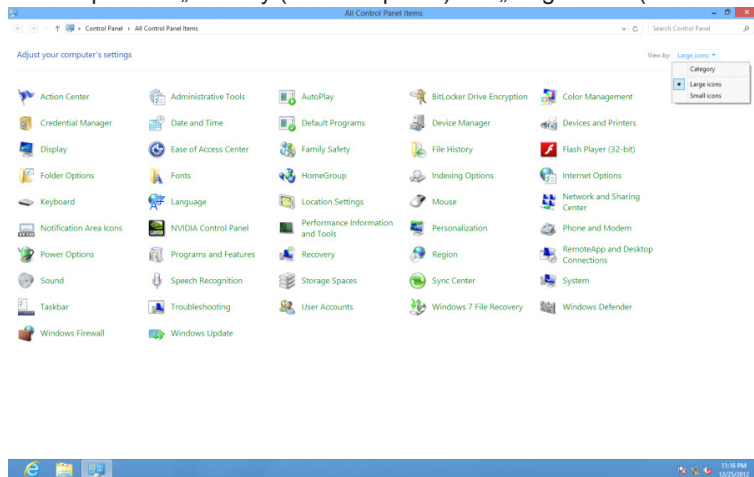 All Control Panel Items
Control Panel › All Control Panel Items
Search Control Panel
Adjust your computer's settings
View by: Large icons
Category
Large icons
Small icons
Action Center
Administrative Tools
AutoPlay
BitLocker Drive Encryption
Color Management
Credential Manager
Date and Time
Default Programs
Device Manager
Devices and Printers
Display
Ease of Access Center
Family Safety
File History
Flash Player (32-bit)
Folder Options
Fonts
HomeGroup
Indexing Options
Internet Options
Keyboard
Language
Location Settings
Mouse
Network and Sharing
Center
Notification Area Icons
NVIDIA Control Panel
Performance Information
and Tools
Personalization
Phone and Modem
Power Options
Programs and Features
Recovery
Region
RemoteApp and Desktop
Connections
Sound
Speech Recognition
Storage Spaces
Sync Center
System
Taskbar
Troubleshooting
User Accounts
Windows 7 File Recovery
Windows Defender
Windows Firewall
Windows Update
11:16 PM
12/25/2012